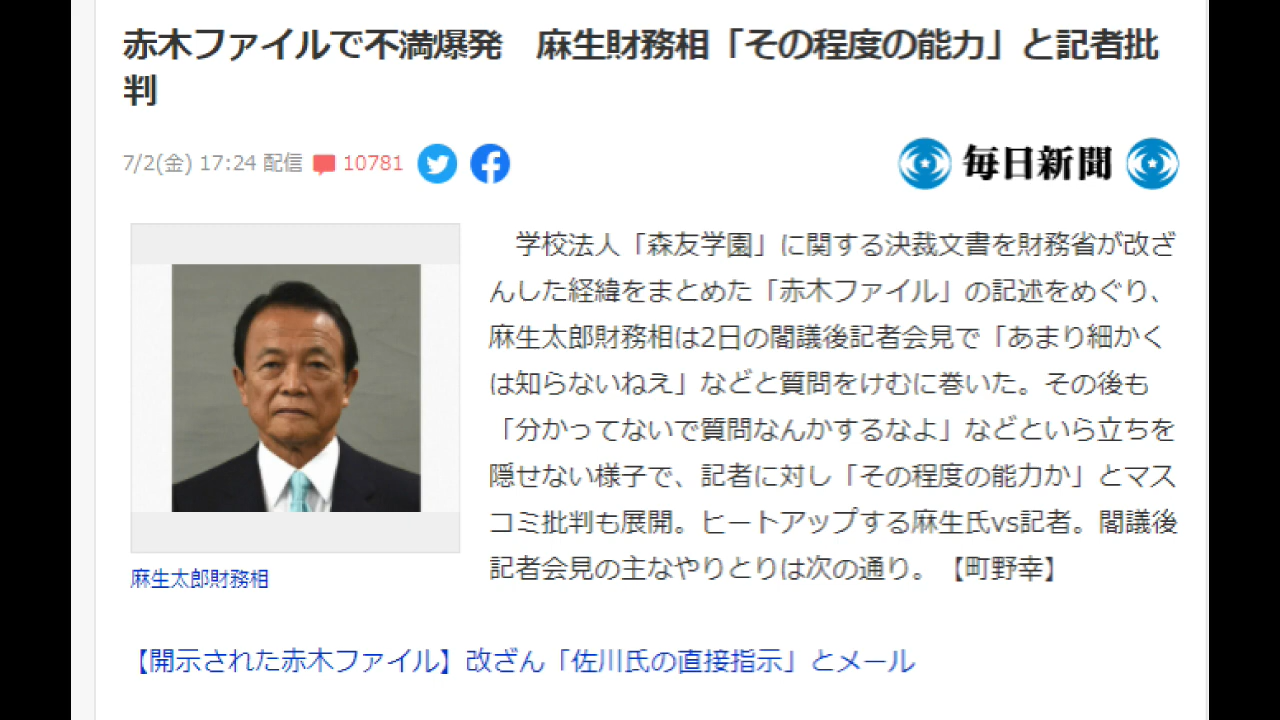 赤木ファイルで不満爆発　麻生財務相「その程度の能力」と記者批
判
7/2(金) 17:24 配信 10781
毎日新聞
学校法人「森友学園」に関する決裁文書を財務省が改ざ
んした経緯をまとめた「赤木ファイル」の記述をめぐり、
麻生太郎財務相は2日の閣議後記者会見で「あまり細かく
は知らないねえ」などと質問をけむに巻いた。その後も
「分かってないで質問なんかするなよ」などといら立ちを
隠せない様子で、記者に対し「その程度の能力か」とマス
コミ批判も展開。ヒートアップする麻生氏vs記者。閣議後
記者会見の主なやりとりは次の通り。【町野幸】
麻生太郎財務相
【開示された赤木ファイル】改ざん「佐川氏の直接指示」とメール